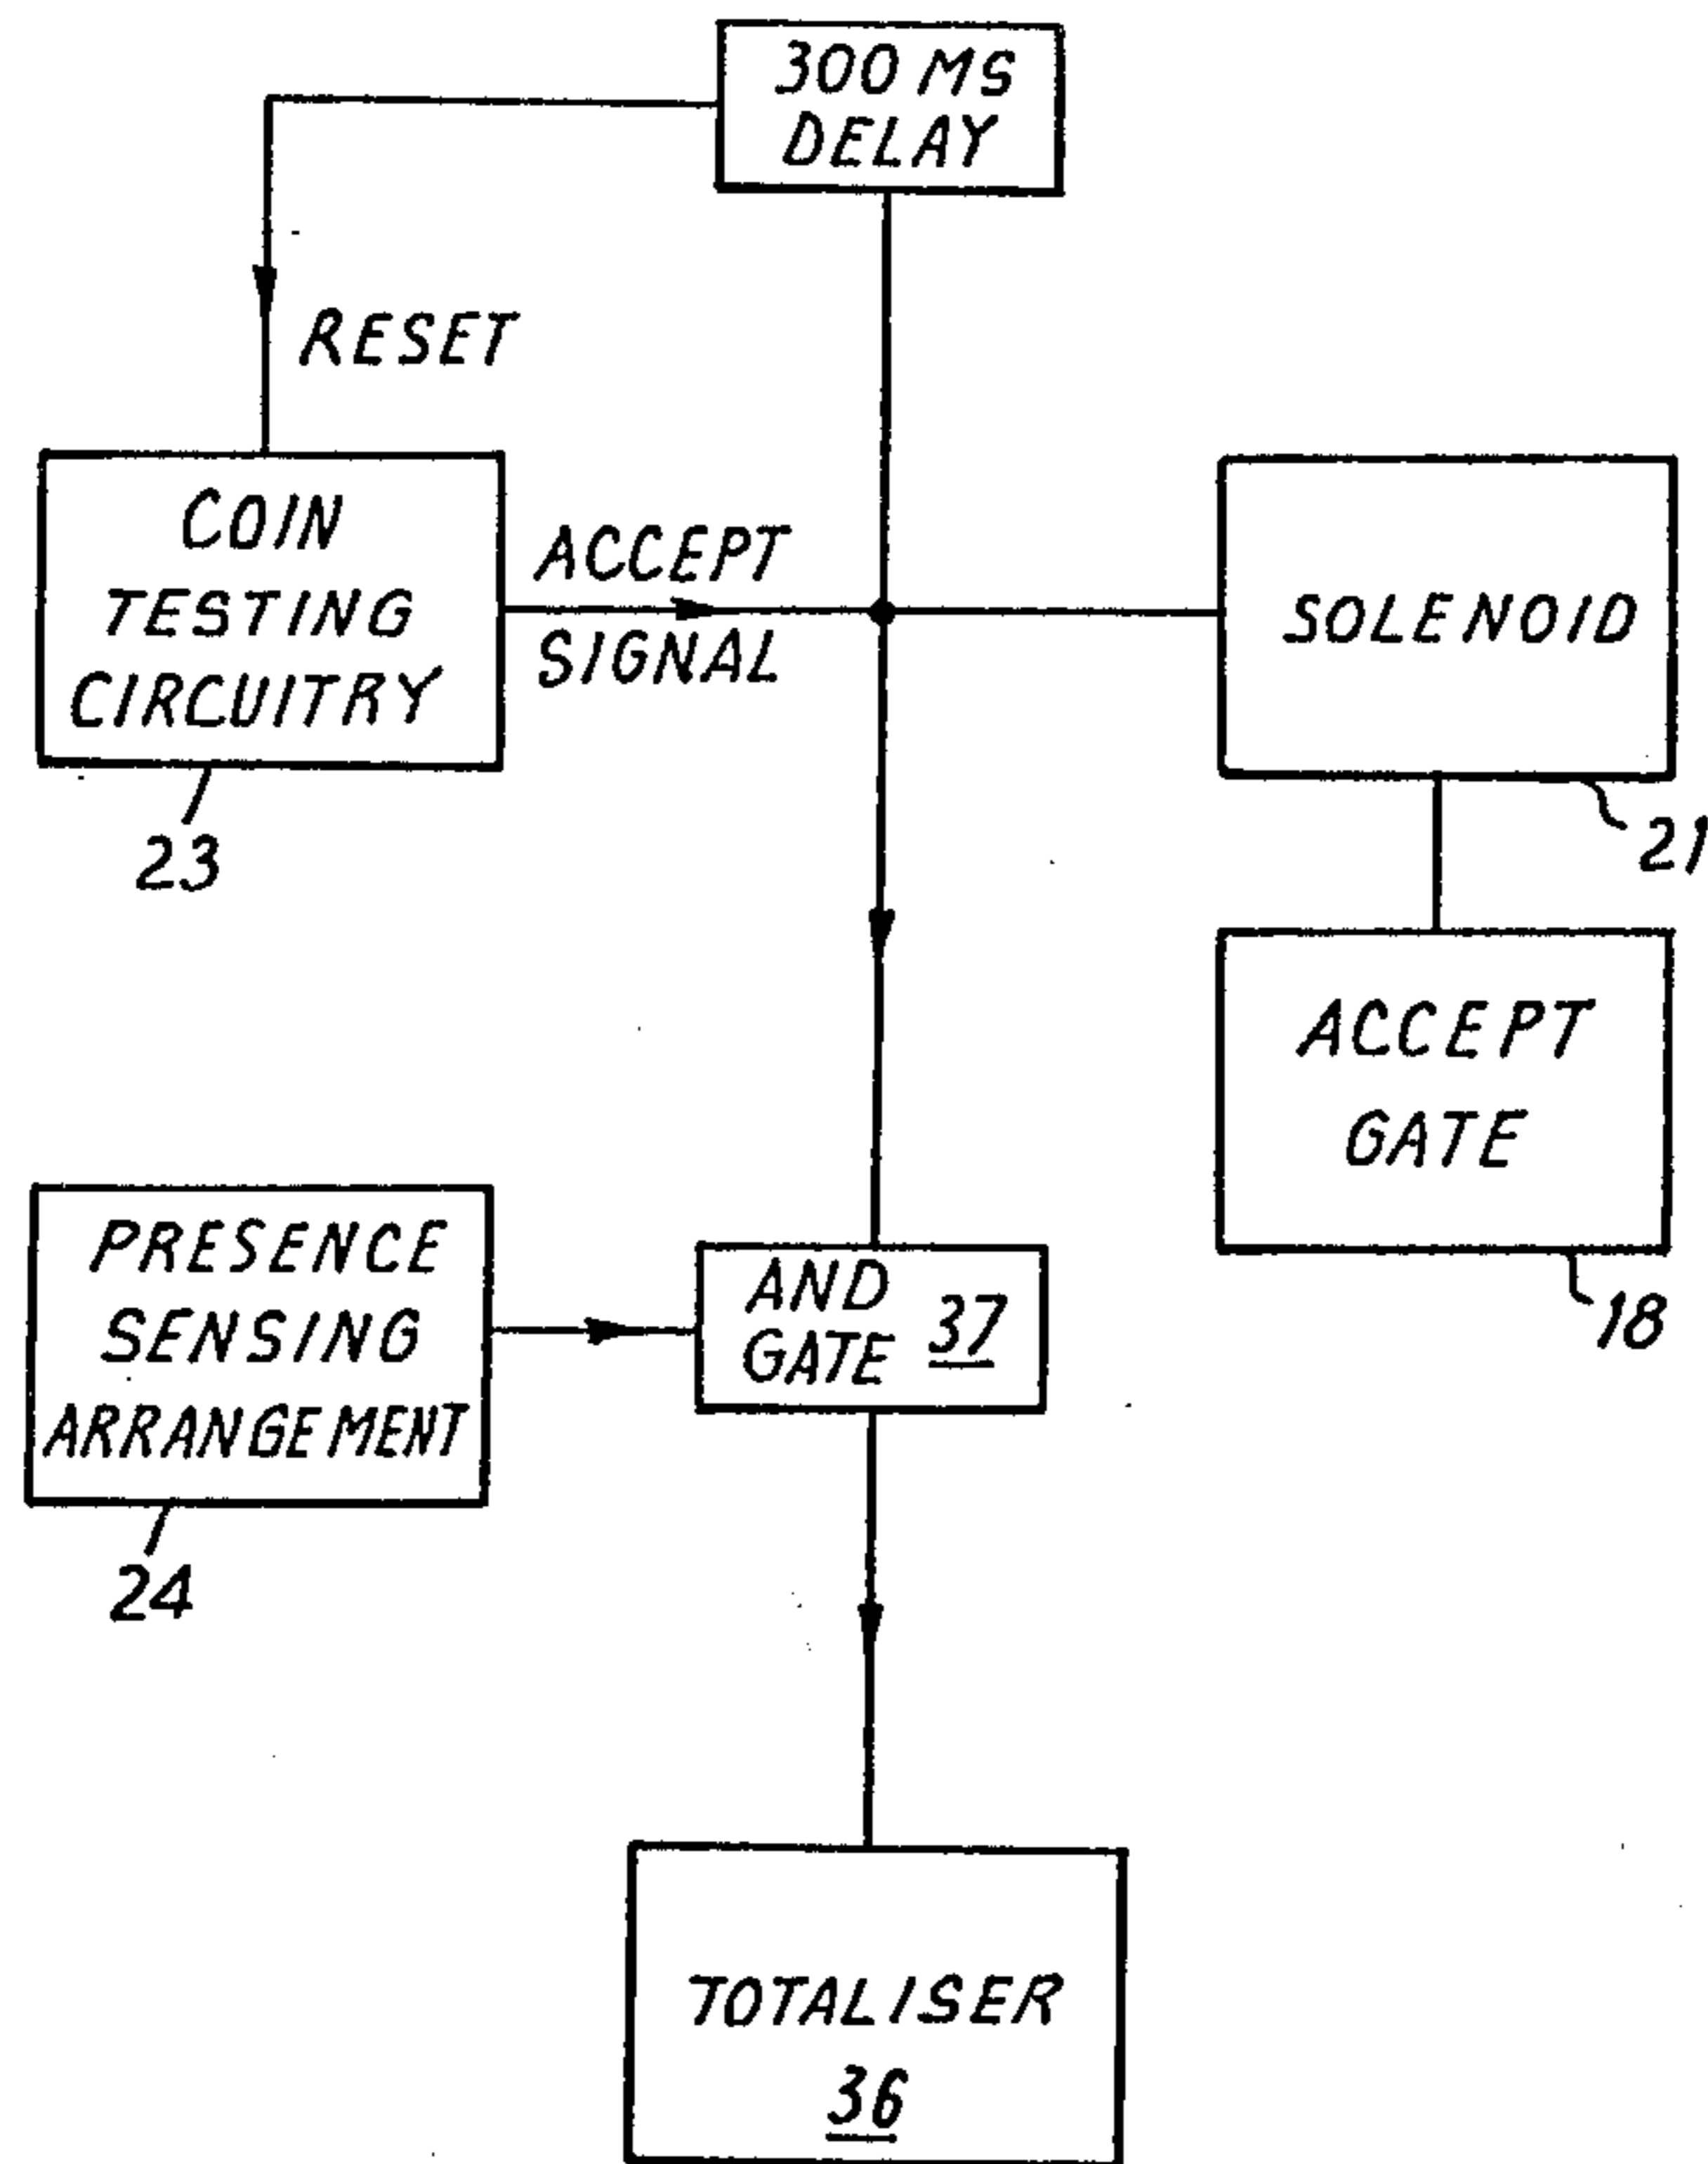 300 MS
DELAY
RESET
COIN
TESTING
CIRCUITRY
23
ACCEPT
SIGNAL
SOLENOID
21
ACCEPT
GATE
18
PRESENCE
SENSING
ARRANGEMENT
24
AND
GATE 37
TOTALISER
36